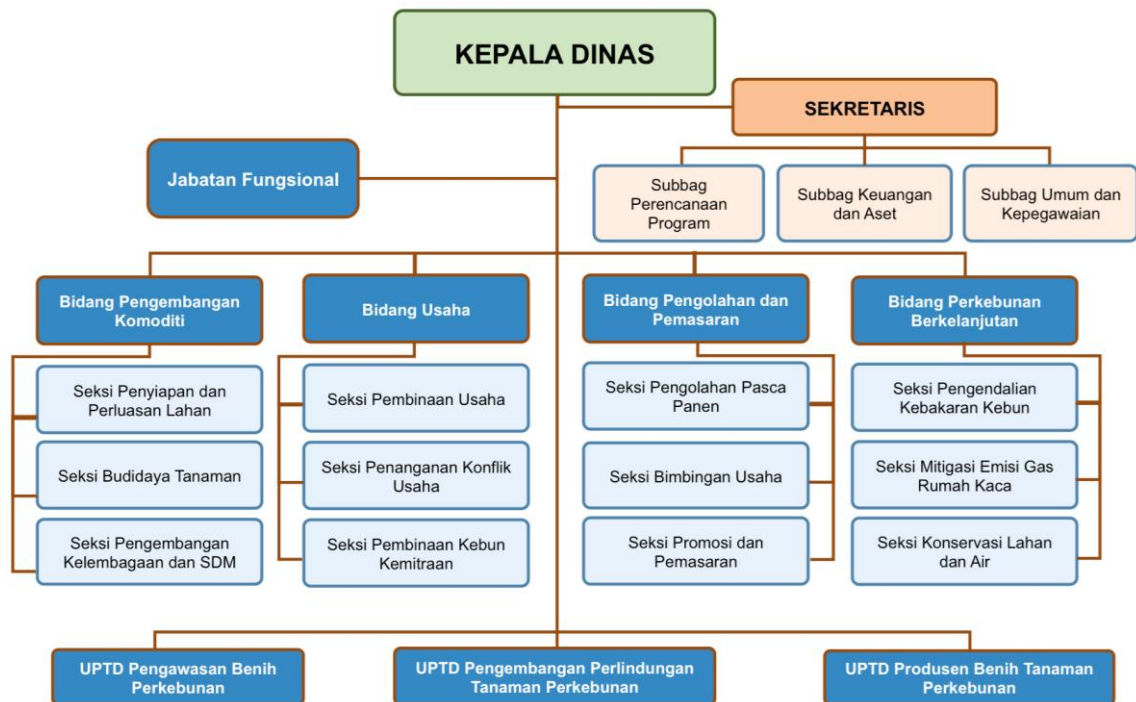 KEPALA DINAS
SEKRETARIS
Jabatan Fungsional
Subbag
Perencanaan
Program
Subbag Keuangan
dan Aset
Subbag Umum dan
Kepegawaian
Bidang Pengembangan
Komoditi
Bidang Usaha
Bidang Pengolahan dan
Pemasaran
Bidang Perkebunan
Berkelanjutan
Seksi Penyiapan dan
Perluasan Lahan
Seksi Budidaya Tanaman
Seksi Pengembangan
Kelembagaan dan SDM
Seksi Pembinaan Usaha
Seksi Penanganan Konflik
Usaha
Seksi Pembinaan Kebun
Kemitraan
Seksi Pengolahan Pasca
Panen
Seksi Bimbingan Usaha
Seksi Promosi dan
Pemasaran
Seksi Pengendalian
Kebakaran Kebun
Seksi Mitigasi Emisi Gas
Rumah Kaca
Seksi Konservasi Lahan
dan Air
UPTD Pengawasan Benih
Perkebunan
UPTD Pengembangan Perlindungan
Tanaman Perkebunan
UPTD Produsen Benih Tanaman
Perkebunan